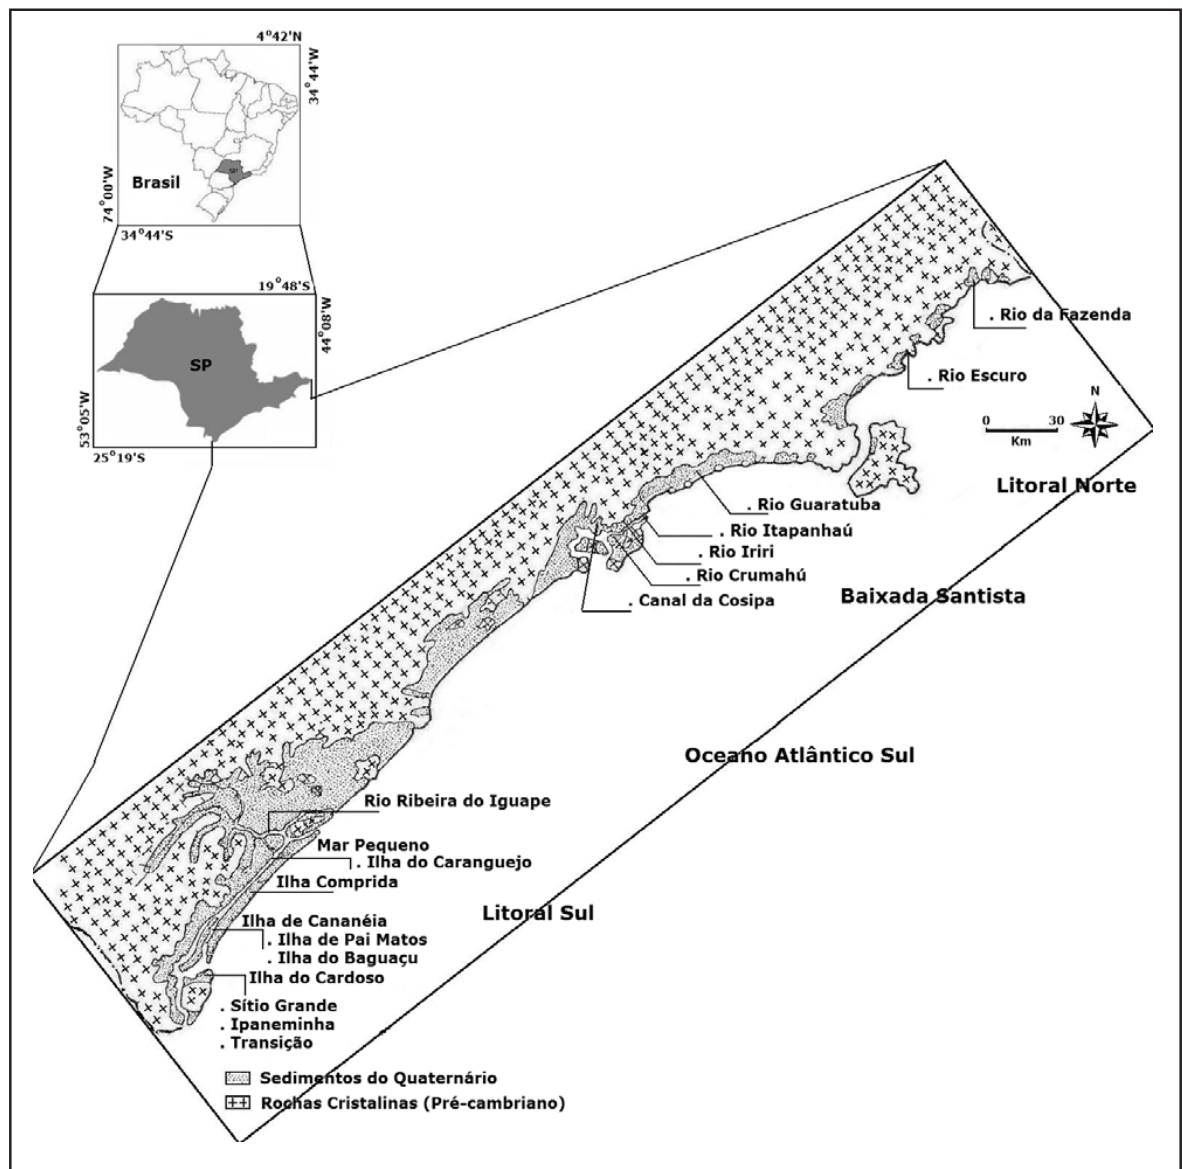 4°42'N
34°44'W
SP
Brasil
74°00'W
34°44'S
19°48'S
44°08'W
SP
53°05'W
25°19'S
. Rio da Fazenda
. Rio Escuro
N
0 30
Km
Litoral Norte
. Rio Guaratuba
. Rio Itapanhaú
. Rio Iriri
. Rio Crumahú
. Canal da Cosipa
Baixada Santista
Oceano Atlântico Sul
Rio Ribeira do Iguape
Mar Pequeno
. Ilha do Caranguejo
Ilha Comprida
Litoral Sul
Ilha de Cananéia
. Ilha de Pai Matos
. Ilha do Baguaçu
Ilha do Cardoso
. Sítio Grande
. Ipaneminha
. Transição
Sedimentos do Quaternário
Rochas Cristalinas (Pré-cambriano)